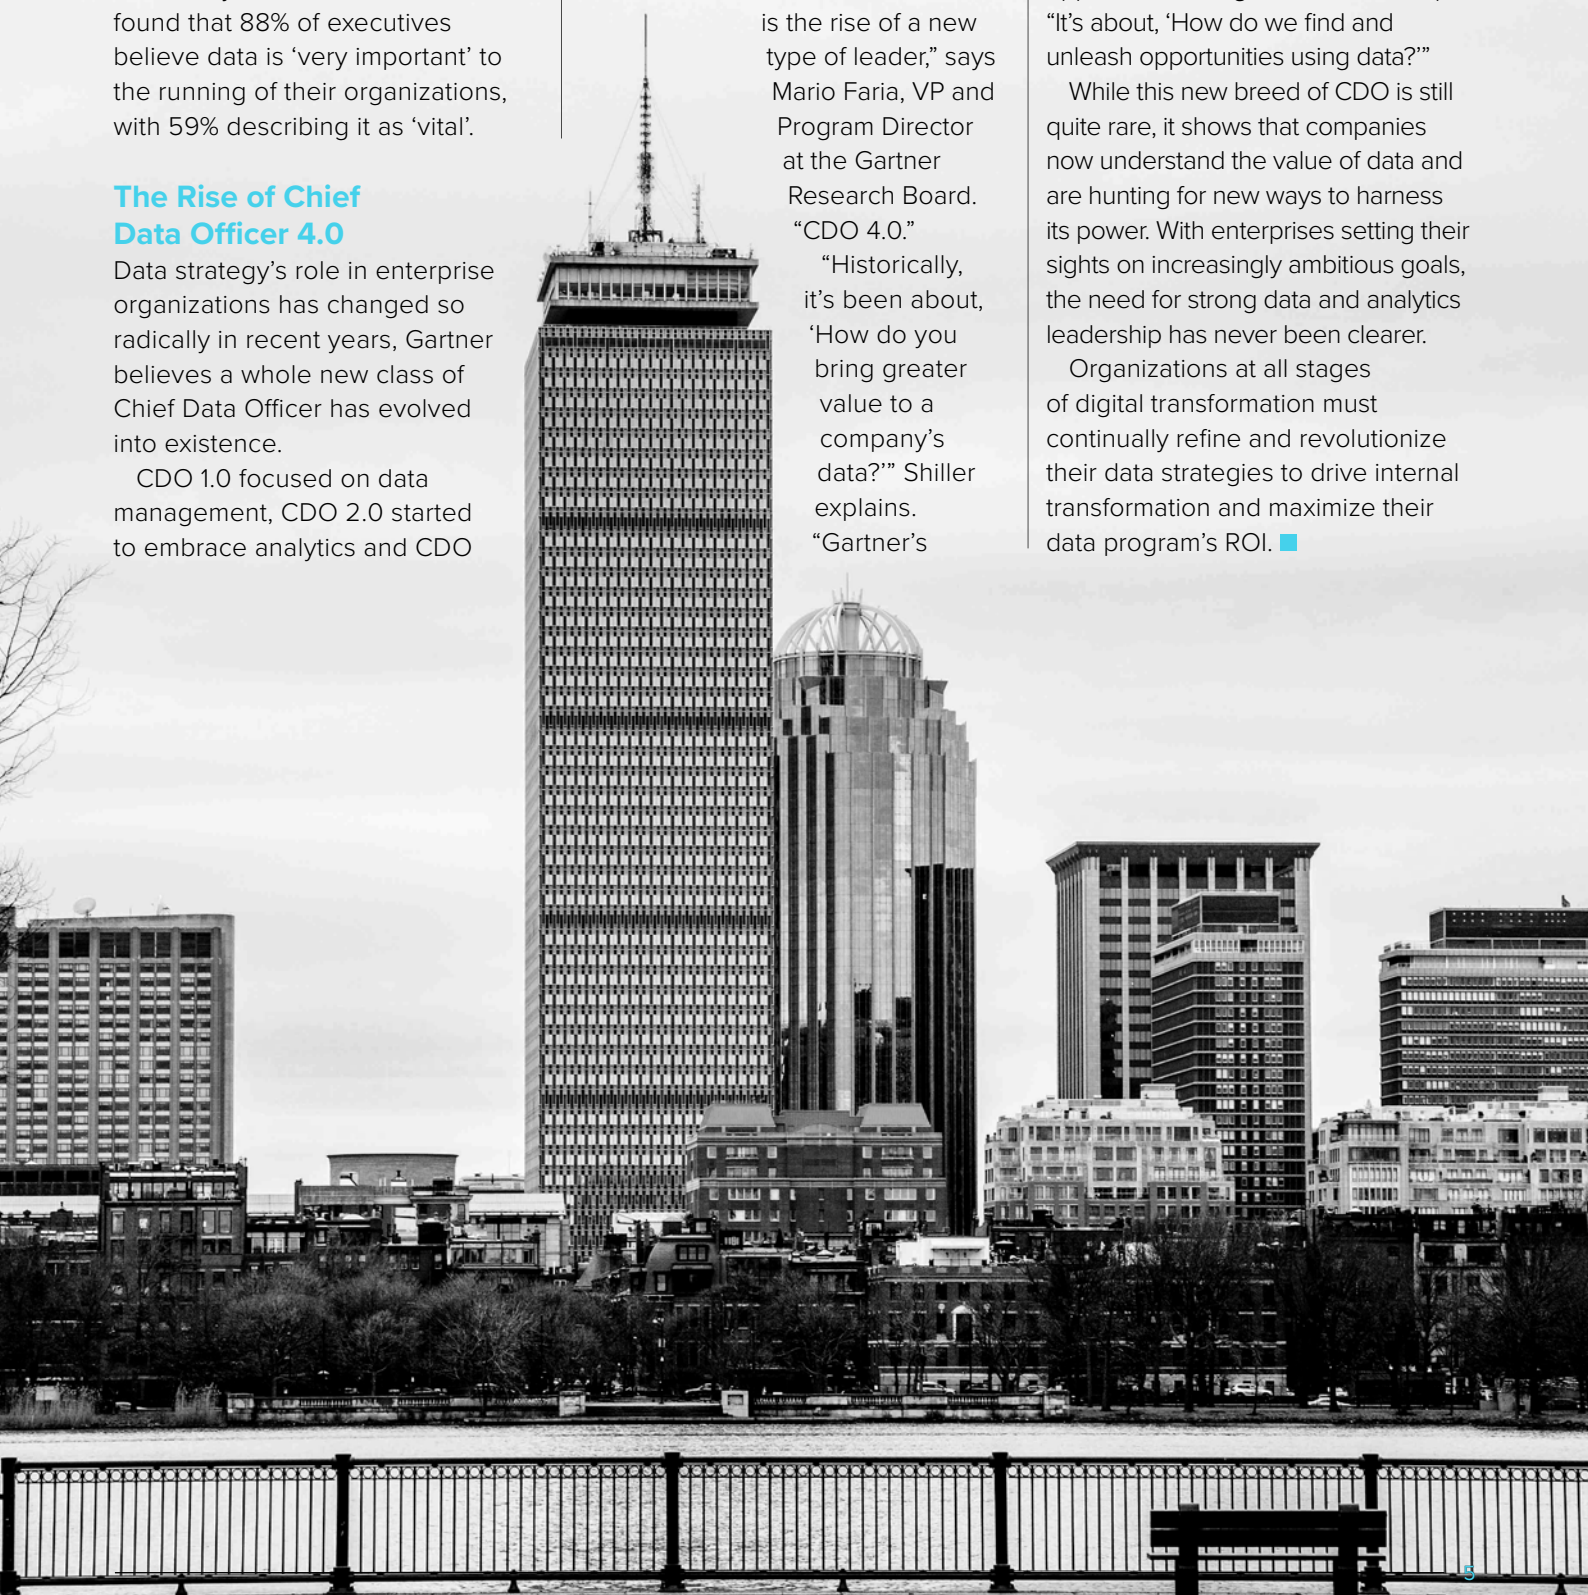 found that 88% of executives
believe data is ‘very important’ to
the running of their organizations,
with 59% describing it as ‘vital’.
The Rise of Chief
Data Officer 4.0
Data strategy’s role in enterprise
organizations has changed so
radically in recent years, Gartner
believes a whole new class of
Chief Data Officer has evolved
into existence.
CDO 1.0 focused on data
management, CDO 2.0 started
to embrace analytics and CDO
is the rise of a new
type of leader,” says
Mario Faria, VP and
Program Director
at the Gartner
Research Board.
“CDO 4.0.”
“Historically,
it’s been about,
‘How do you
bring greater
value to a
company’s
data?’” Shiller
explains.
“Gartner’s
“It’s about, ‘How do we find and
unleash opportunities using data?’”
While this new breed of CDO is still
quite rare, it shows that companies
now understand the value of data and
are hunting for new ways to harness
its power. With enterprises setting their
sights on increasingly ambitious goals,
the need for strong data and analytics
leadership has never been clearer.
Organizations at all stages
of digital transformation must
continually refine and revolutionize
their data strategies to drive internal
transformation and maximize their
data program’s ROI.
5